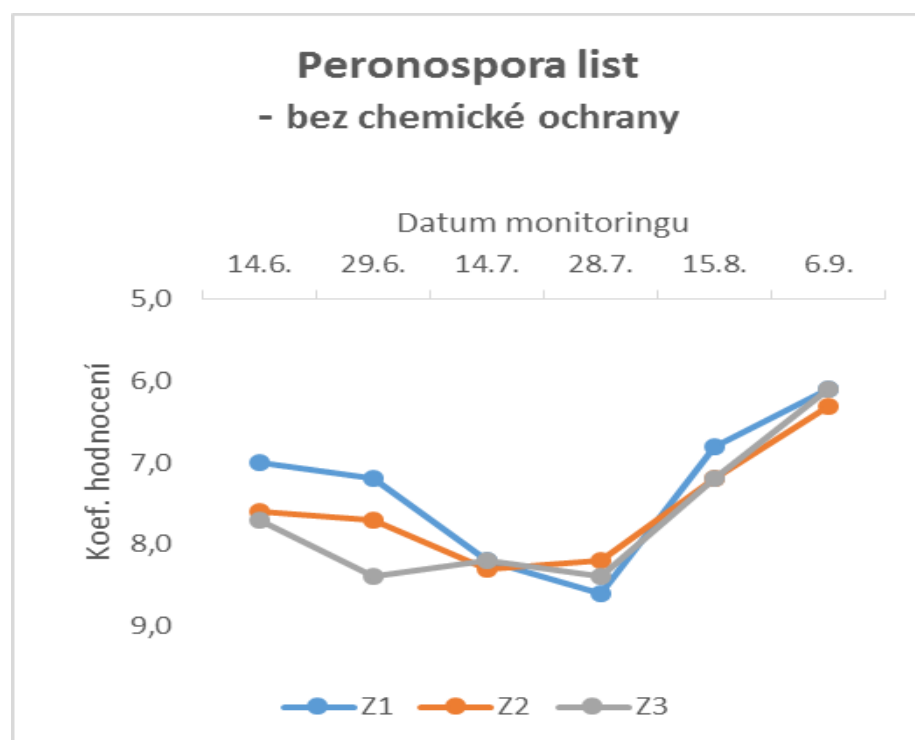 Peronospora list
- bez chemické ochrany
Datum monitoringu
14.6. 29.6. 14.7. 28.7. 15.8. 6.9.
5,0
6,0
7,0
8,0
9,0
Koef. hodnocení
Z1 Z2 Z3